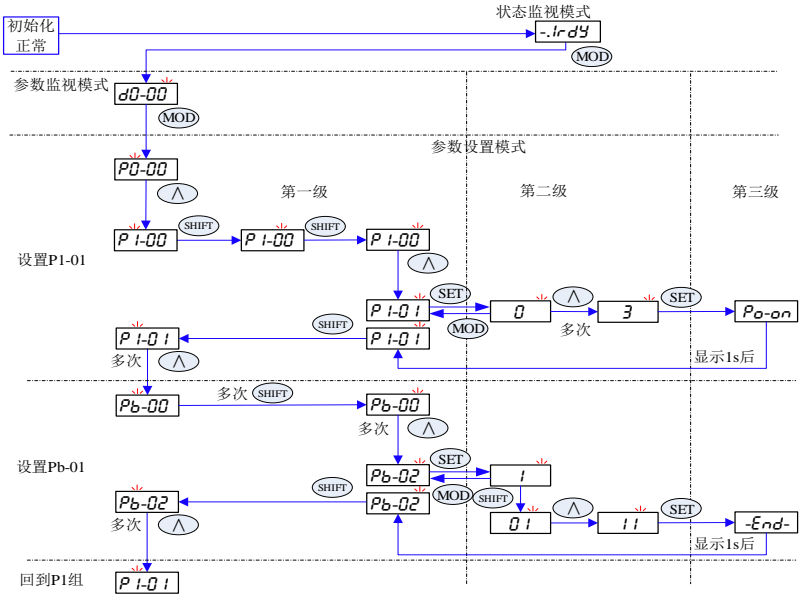 状态监视模式
初始化
正常
-.1rdy
MOD
参数监视模式
d0-00
MOD
参数设置模式
P0-00
∧
第一级
第二级
第三级
P1-00
SHIFT
P1-00
SHIFT
P1-00
设置P1-01
∧
P1-01
SET
MOD
0
∧
多次
3
SET
Po-on
P1-01
SHIFT
P1-01
显示1s后
多次
∧
Pb-00
多次
SHIFT
Pb-00
多次
∧
设置Pb-01
Pb-02
SET
1
Pb-02
SHIFT
Pb-02
MOD
SHIFT
多次
∧
01
∧
11
SET
-End-
显示1s后
回到P1组
P1-01